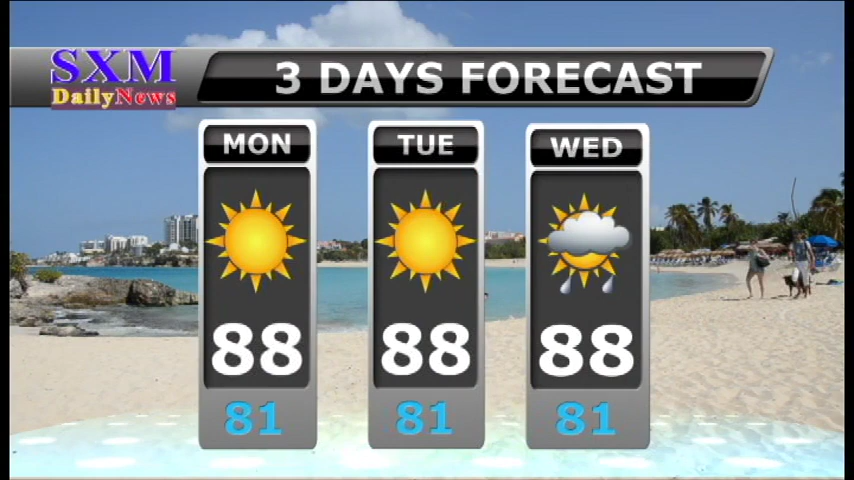 SXM
DailyNews
3 DAYS FORECAST
MON
TUE
WED
88
88
88
81
81
81